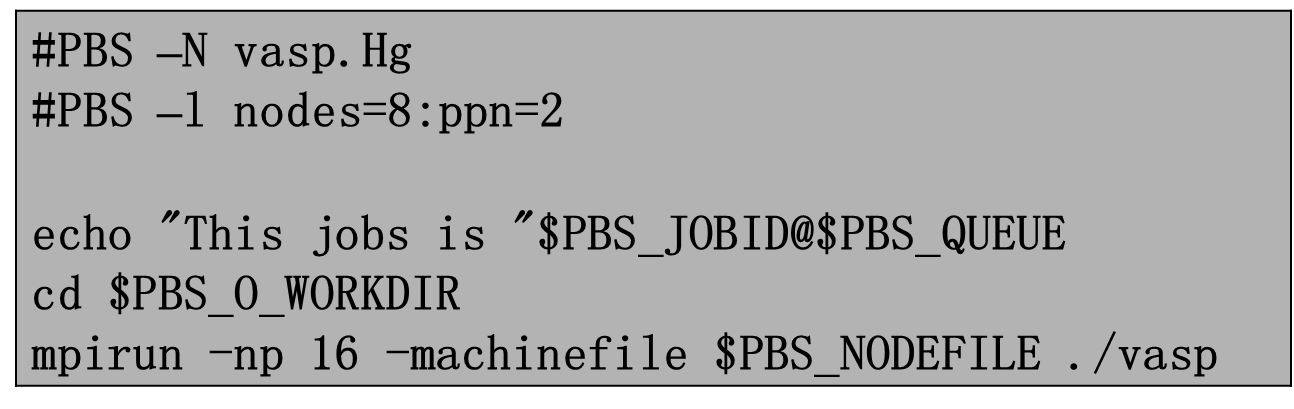 #PBS –N vasp.Hg
#PBS –l nodes=8:ppn=2
echo "This jobs is "$PBS_JOBID@$PBS_QUEUE
cd $PBS_O_WORKDIR
mpirun -np 16 -machinefile $PBS_NODEFILE ./vasp